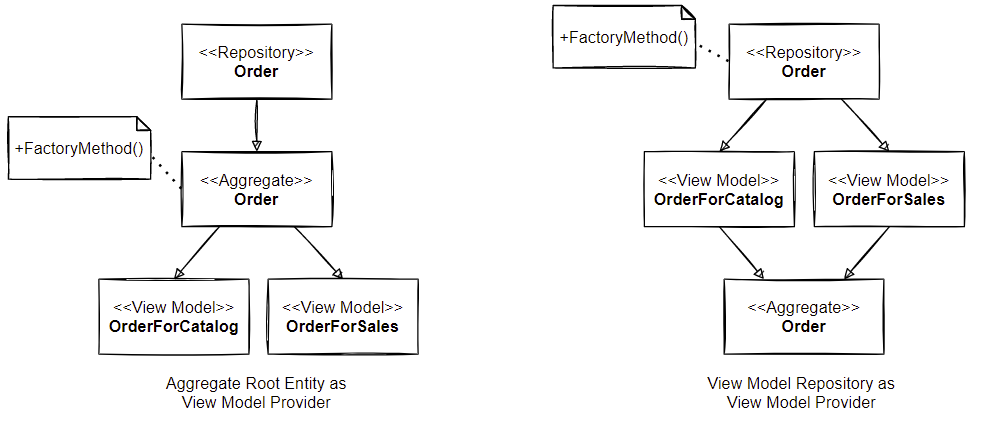 <<Repository>>
Order
+FactoryMethod()
<<Aggregate>>
Order
<<View Model>>
OrderForCatalog
<<View Model>>
OrderForSales
Aggregate Root Entity as
View Model Provider
+FactoryMethod()
<<Repository>>
Order
<<View Model>>
OrderForCatalog
<<View Model>>
OrderForSales
<<Aggregate>>
Order
View Model Repository as
View Model Provider